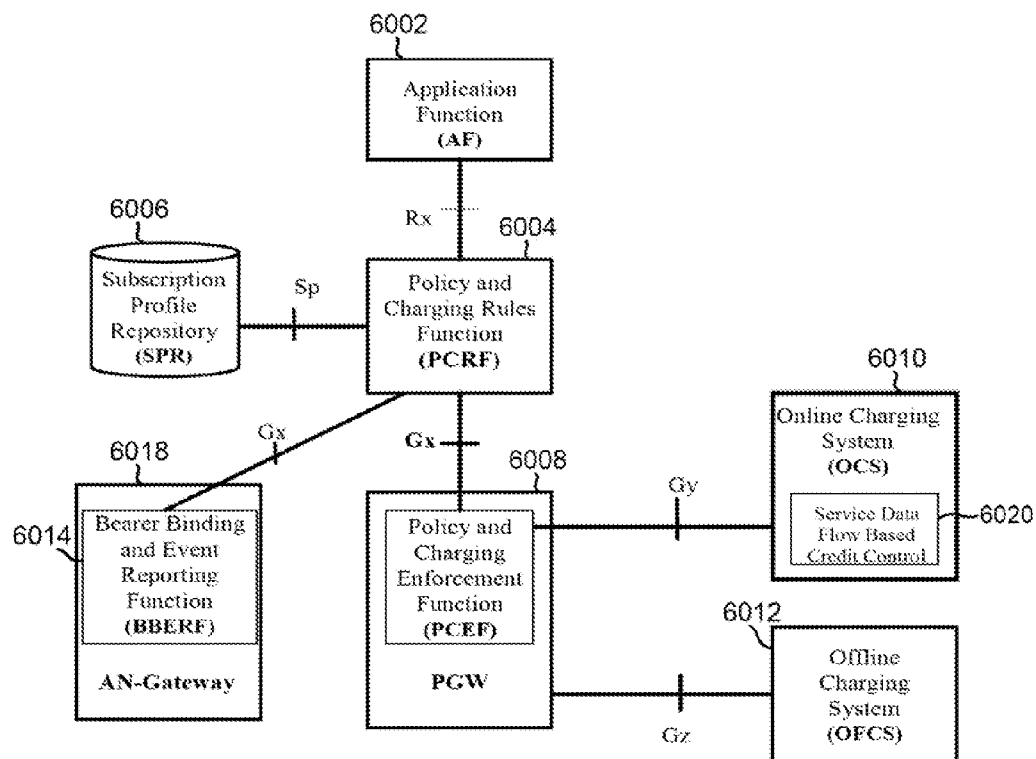 6002
Application
Function
(AF)
Rx
6006
6004
Subscription
Profile
Repository
(SPR)
Sp
Policy and
Charging Rules
Function
(PCRF)
6010
Online Charging
System
(OCS)
Gx
Gx
6018
6008
Gy
6014
Bearer Binding
and Event
Reporting
Function
(BBERF)
Policy and
Charging
Enforcement
Function
(PCEF)
Service Data
Flow Based
Credit Control
6020
6012
AN-Gateway
PGW
Offline
Charging
System
(OFCS)
Gz